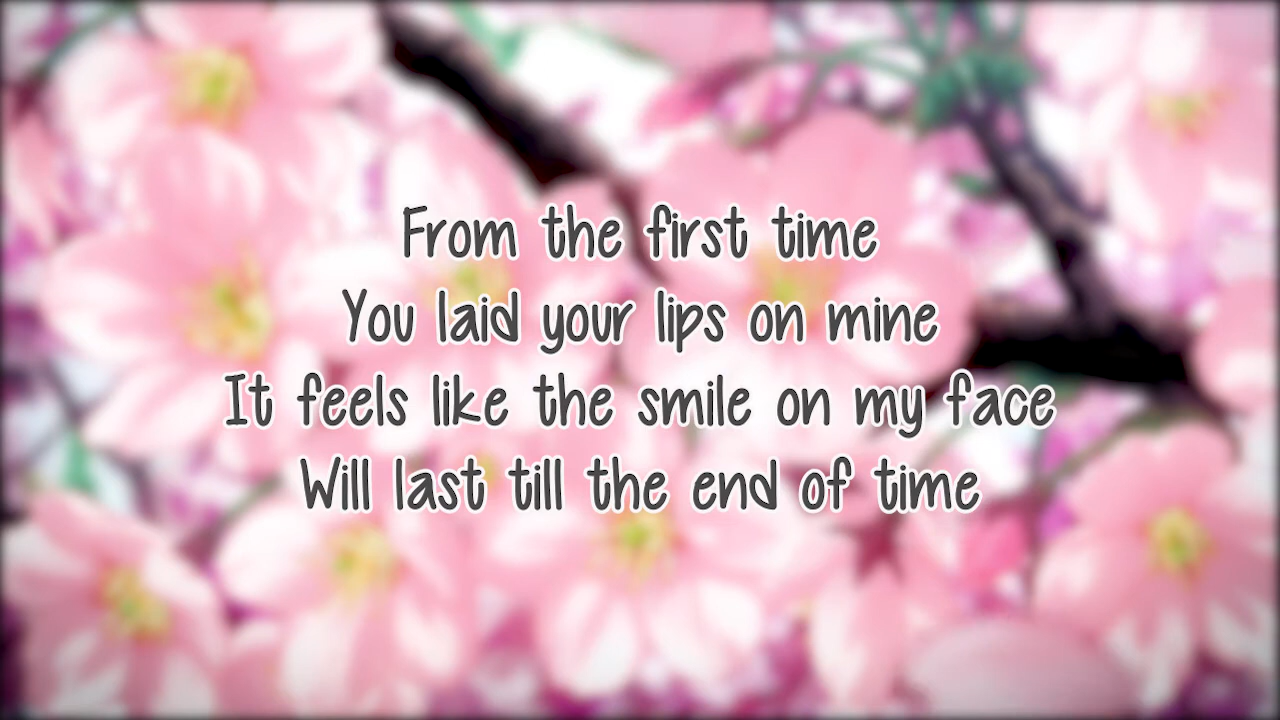 From the first time
You laid your lips on mine
It feels like the smile on my face
Will last till the end of time